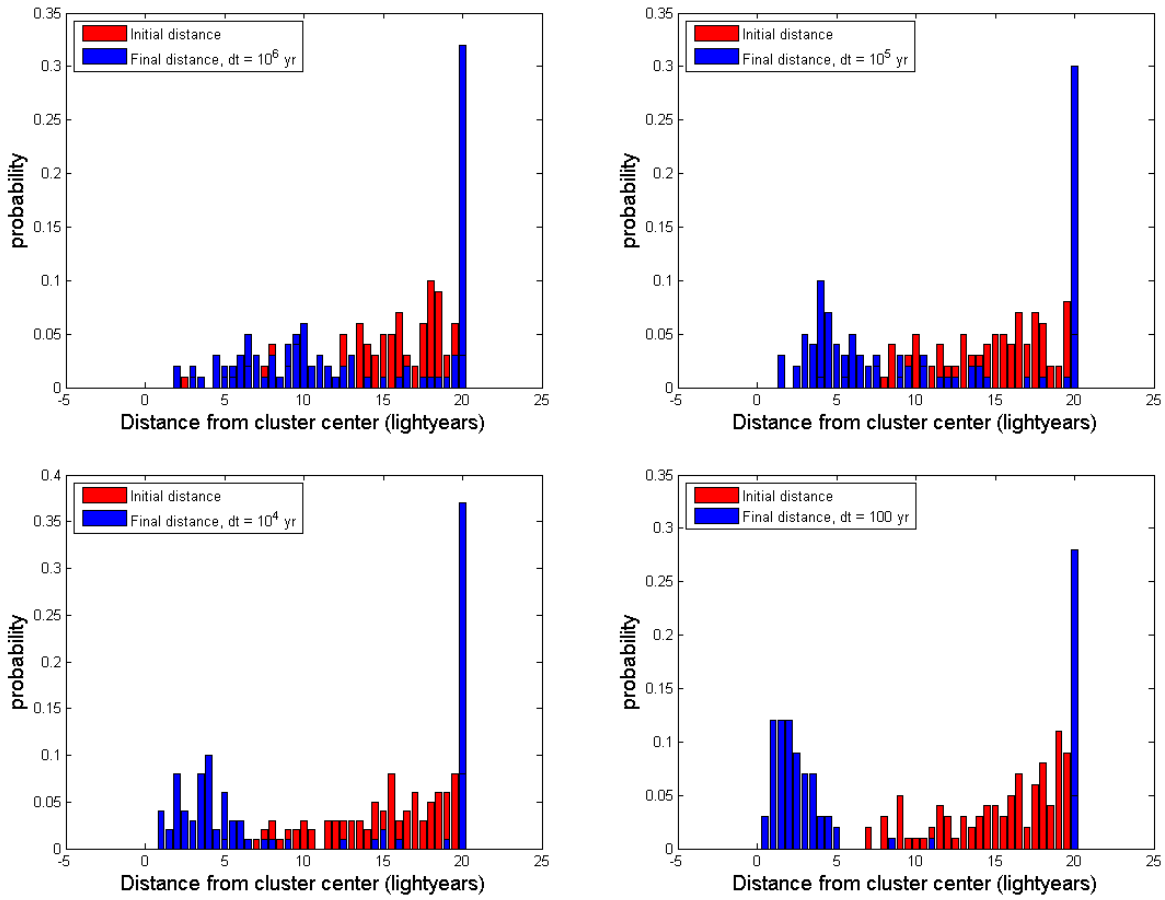 0.35
0.3
0.25
0.2
0.15
0.1
0.05
0
probability
Initial distance
Final distance, dt = 10⁶ yr
-5 0 5 10 15 20 25
Distance from cluster center (lightyears)
0.35
0.3
0.25
0.2
0.15
0.1
0.05
0
probability
Initial distance
Final distance, dt = 10⁵ yr
-5 0 5 10 15 20 25
Distance from cluster center (lightyears)
0.4
0.35
0.3
0.25
0.2
0.15
0.1
0.05
0
probability
Initial distance
Final distance, dt = 10⁴ yr
-5 0 5 10 15 20 25
Distance from cluster center (lightyears)
0.35
0.3
0.25
0.2
0.15
0.1
0.05
0
probability
Initial distance
Final distance, dt = 100 yr
-5 0 5 10 15 20 25
Distance from cluster center (lightyears)